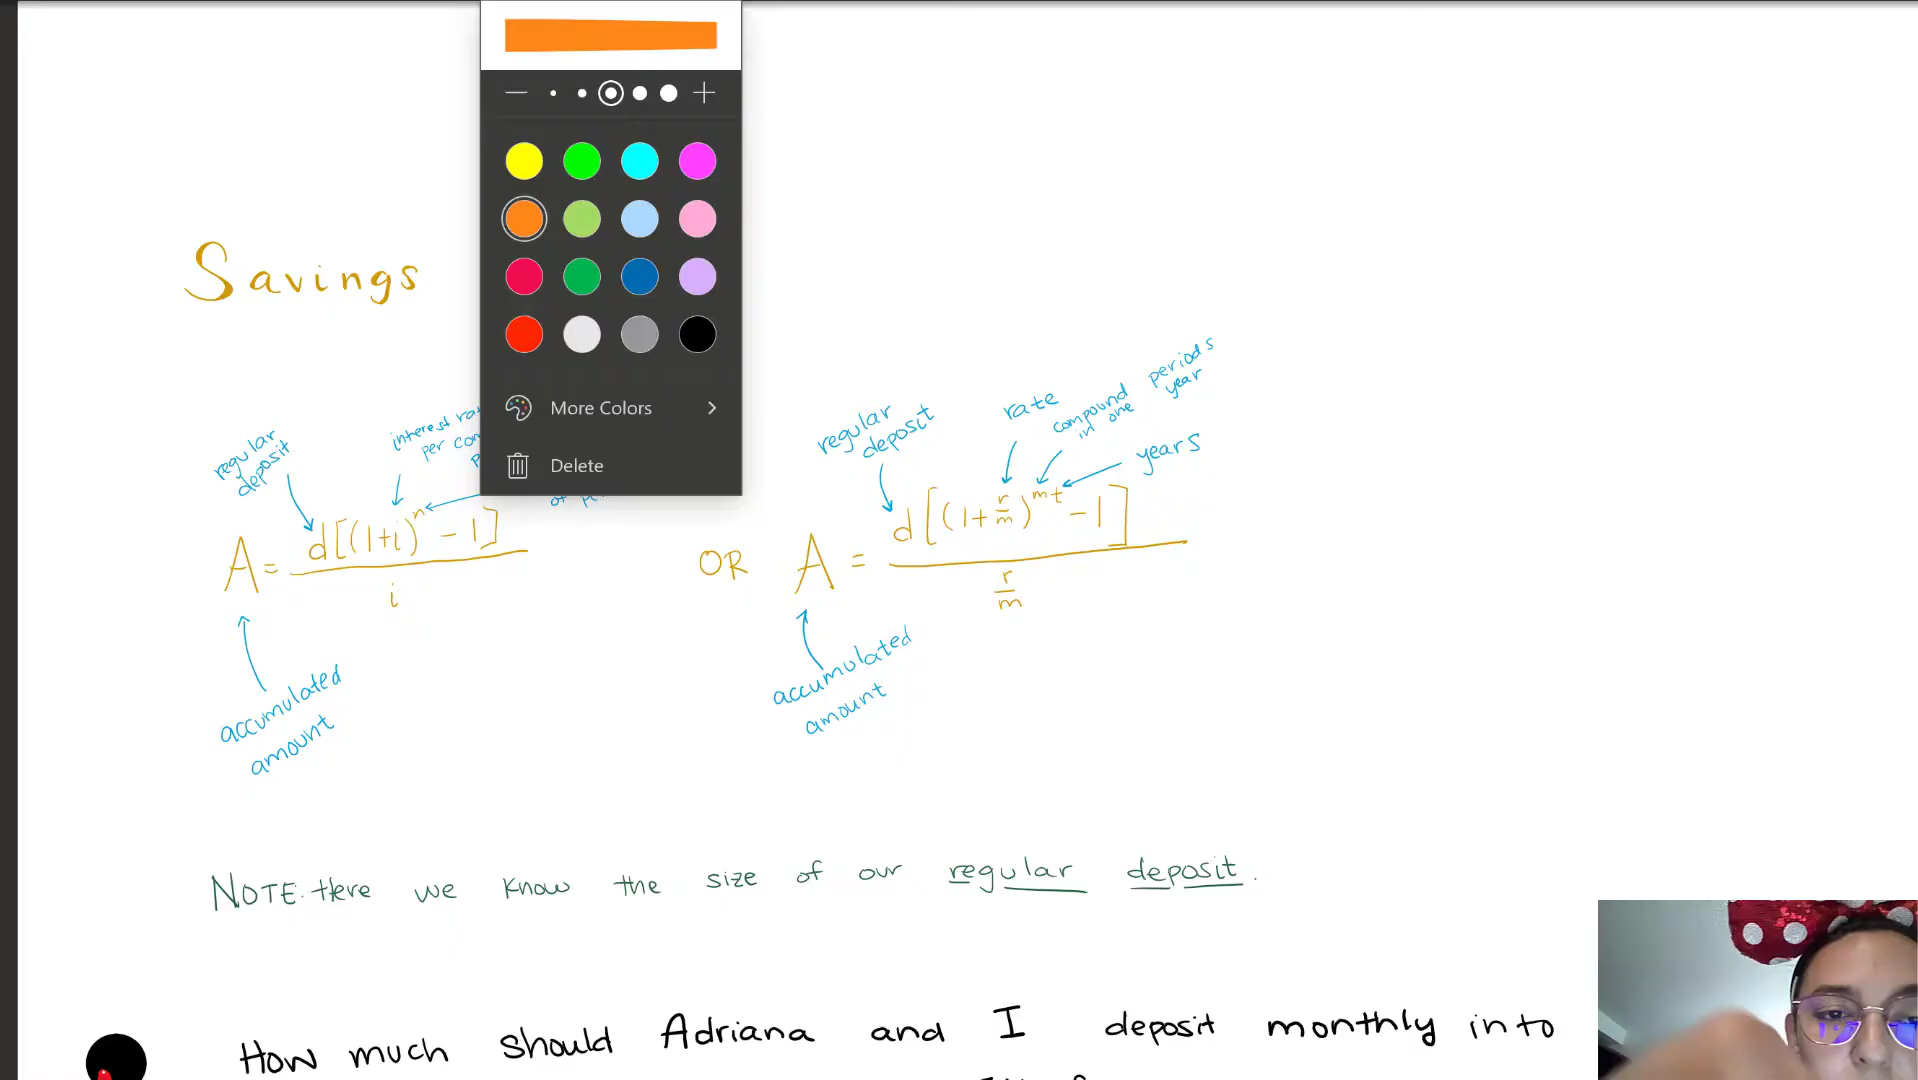 Savings
More Colors
Delete
regular
deposit
interest
per
of
A = d[(1+i)^n - 1]
i
accumulated
amount
OR
regular
deposit
rate
compound periods
in one year
years
A = d[(1+r/m)^mt - 1]
r/m
accumulated
amount
NOTE: Here we know the size of our regular deposit.
How much should Adriana and I deposit monthly into